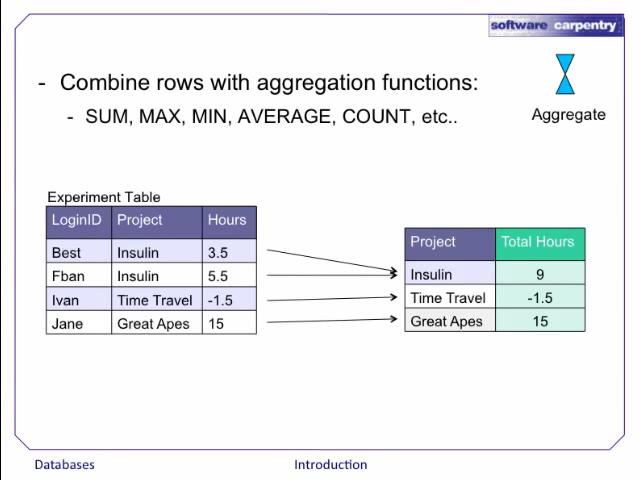 software carpentry
- Combine rows with aggregation functions:
- SUM, MAX, MIN, AVERAGE, COUNT, etc..
Aggregate
Experiment Table
LoginID Project Hours
Best Insulin 3.5
Fban Insulin 5.5
Ivan Time Travel -1.5
Jane Great Apes 15
Project Total Hours
Insulin 9
Time Travel -1.5
Great Apes 15
Databases Introduction